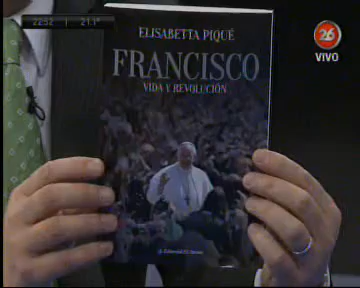 22:52 21.1°
26
VIVO
ELISABETTA PIQUÉ
FRANCISCO
VIDA Y REVOLUCIÓN